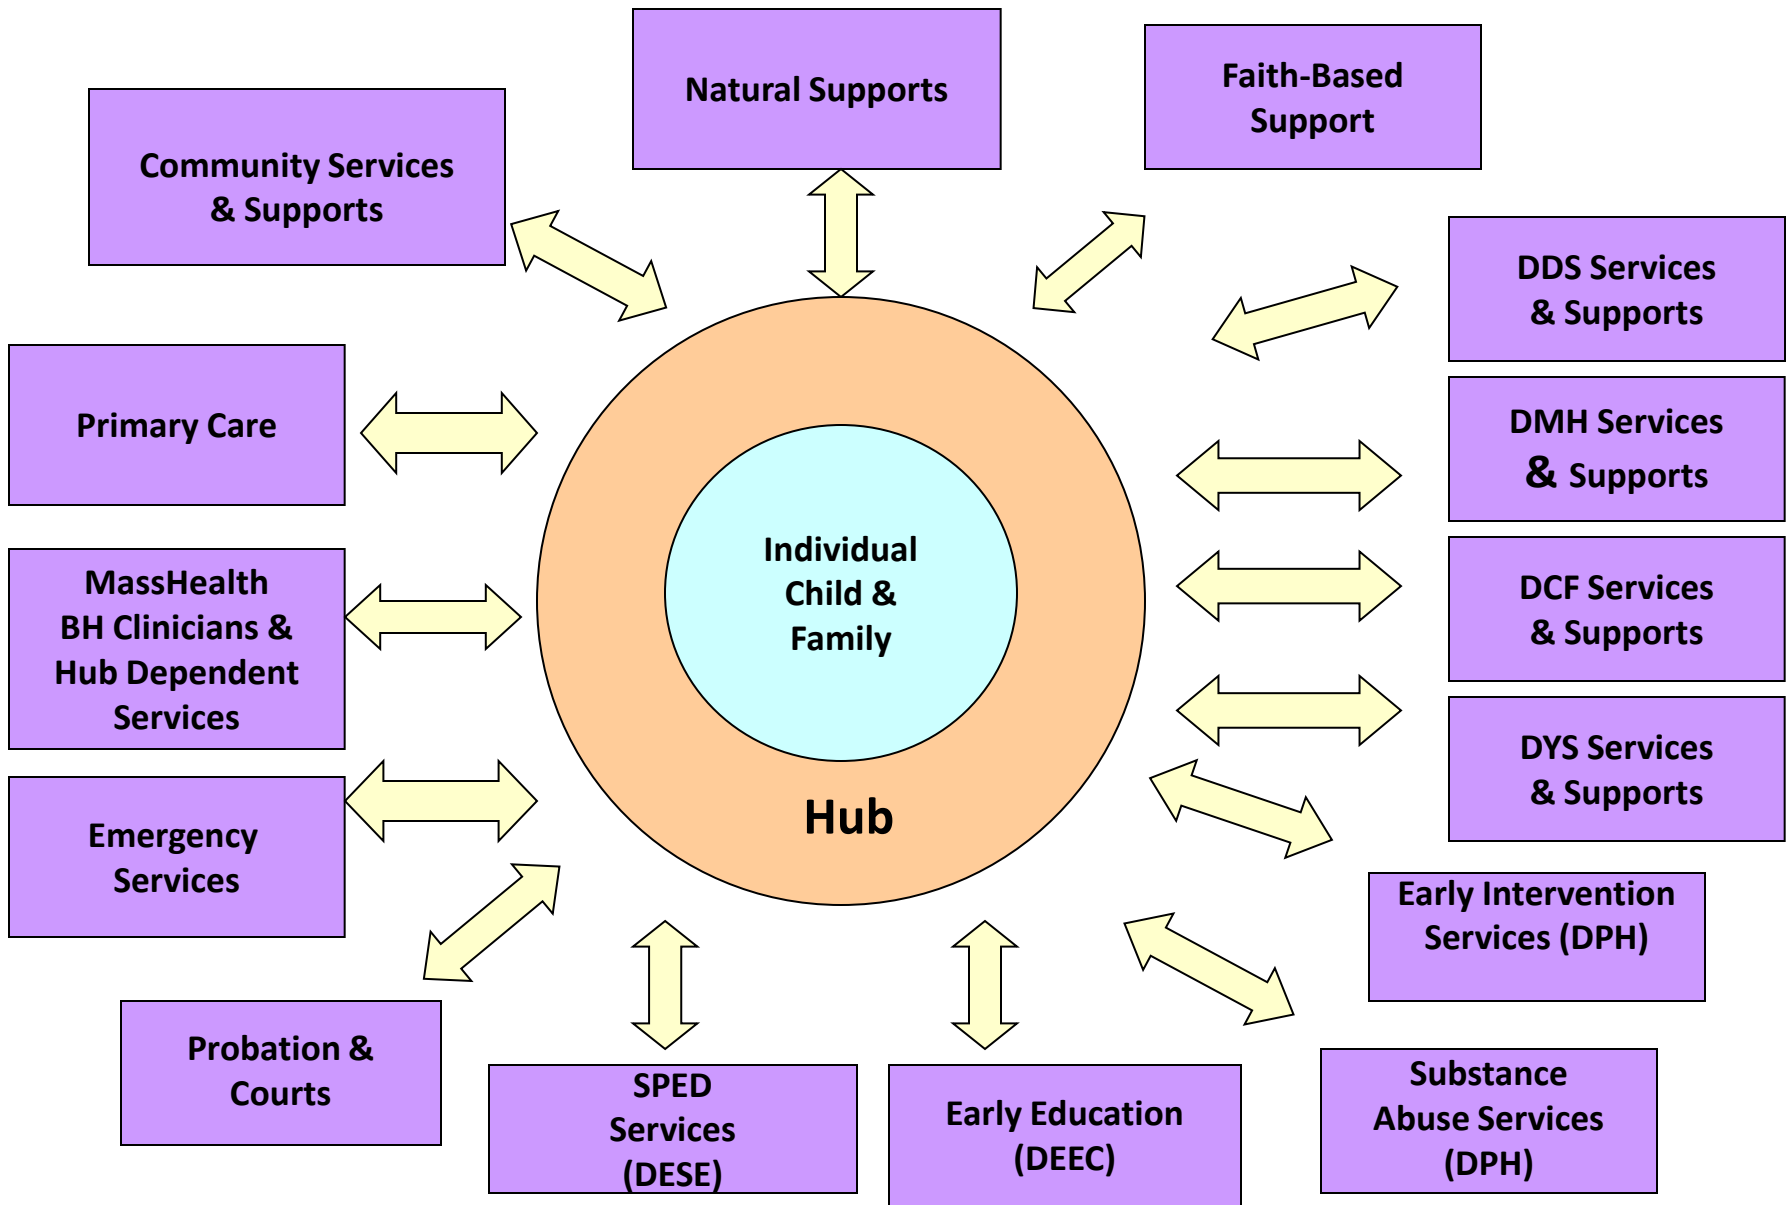 Natural Supports
Faith-Based
Support
Community Services
& Supports
DDS Services
& Supports
Primary Care
DMH Services
& Supports
Individual
Child &
Family
MassHealth
BH Clinicians &
Hub Dependent
Services
DCF Services
& Supports
DYS Services
& Supports
Hub
Emergency
Services
Early Intervention
Services (DPH)
Probation &
Courts
SPED
Services
(DESE)
Early Education
(DEEC)
Substance
Abuse Services
(DPH)